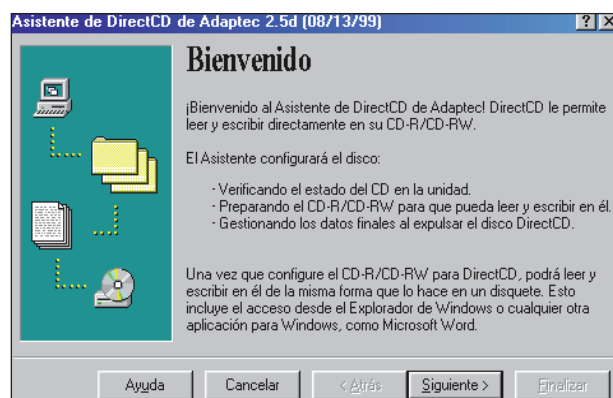 Asistente de DirectCD de Adaptec 2.5d (08/13/99)
Bienvenido
¡Bienvenido al Asistente de DirectCD de Adaptec! DirectCD le permite
leer y escribir directamente en su CD-R/CD-RW.
El Asistente configurará el disco:
- Verificando el estado del CD en la unidad.
- Preparando el CD-R/CD-RW para que pueda leer y escribir en él.
- Gestionando los datos finales al expulsar el disco DirectCD.
Una vez que configure el CD-R/CD-RW para DirectCD, podrá leer y
escribir en él de la misma forma que lo hace en un disquete. Esto
incluye el acceso desde el Explorador de Windows o cualquier otra
aplicación para Windows, como Microsoft Word.
Ayuda Cancelar < Atrás Siguiente > Finalizar